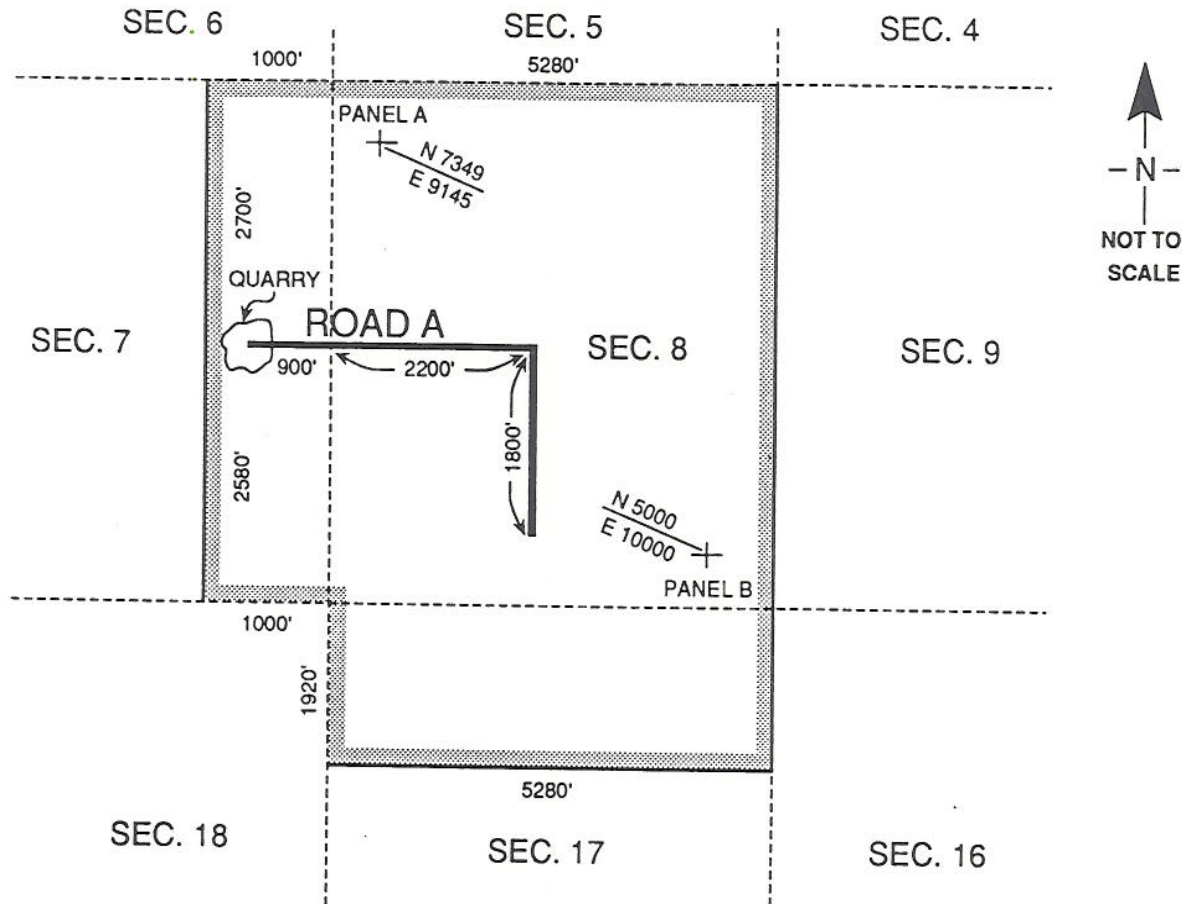 SEC. 6
SEC. 5
SEC. 4
1000'
5280'
PANEL A
N 7349
E 9145
- N -
NOT TO
SCALE
2700'
QUARRY
ROAD A
SEC. 7
SEC. 8
SEC. 9
900'
2200'
1800'
2580'
N 5000
E 10000
PANEL B
1000'
1920'
5280'
SEC. 18
SEC. 17
SEC. 16